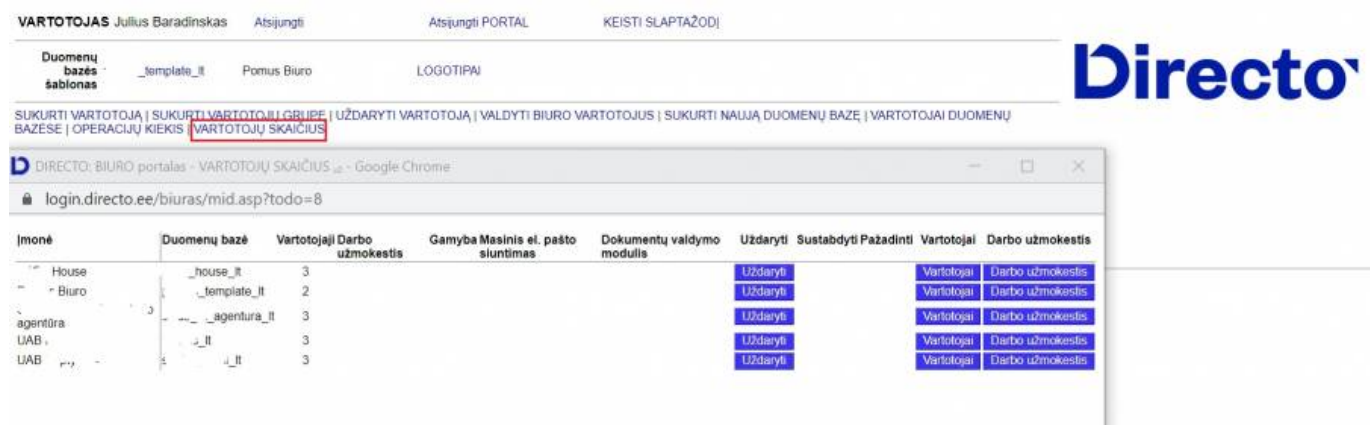 VARTOTOJAS Julius Baradinskas Atsijungti Atsijungti PORTAL KEISTI SLAPTAŽODĮ
Duomenų bazės šablonas _template_lt Pomus Biuro LOGOTIPAI
Directo
SUKURTI VARTOTOJĄ | SUKURTI VARTOTOJŲ GRUPĘ | UŽDARYTI VARTOTOJĄ | VALDYTI BIURO VARTOTOJUS | SUKURTI NAUJĄ DUOMENŲ BAZĘ | VARTOTOJAI DUOMENŲ
BAZĖSE | OPERACIJŲ KIEKIS | VARTOTOJŲ SKAIČIUS
DIRECTO: BIURO portalas - VARTOTOJŲ SKAIČIUS - Google Chrome
login.directo.ee/biuras/mid.asp?todo=8
Įmonė Duomenų bazė Vartotojaji Darbo užmokestis Gamyba Masinis el. pašto siuntimas Dokumentų valdymo modulis Uždaryti Sustabdyti Pažadinti Vartotojai Darbo užmokestis
House _house_lt 3 Uždaryti Vartotojai Darbo užmokestis
Biuro _template_lt 2 Uždaryti Vartotojai Darbo užmokestis
agentūra _agentura_lt 3 Uždaryti Vartotojai Darbo užmokestis
UAB _lt 3 Uždaryti Vartotojai Darbo užmokestis
UAB _lt 3 Uždaryti Vartotojai Darbo užmokestis